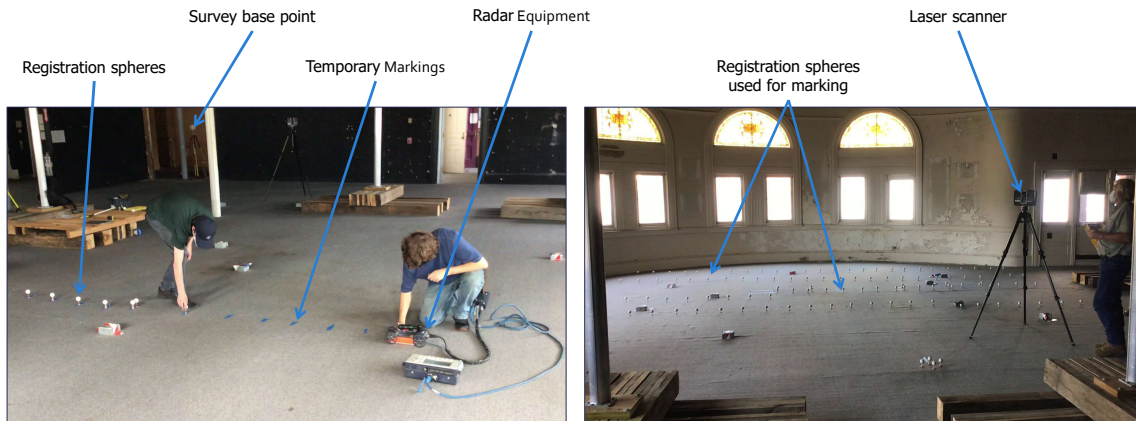 Survey base point
Radar Equipment
Laser scanner
Registration spheres
Temporary Markings
Registration spheres
used for marking